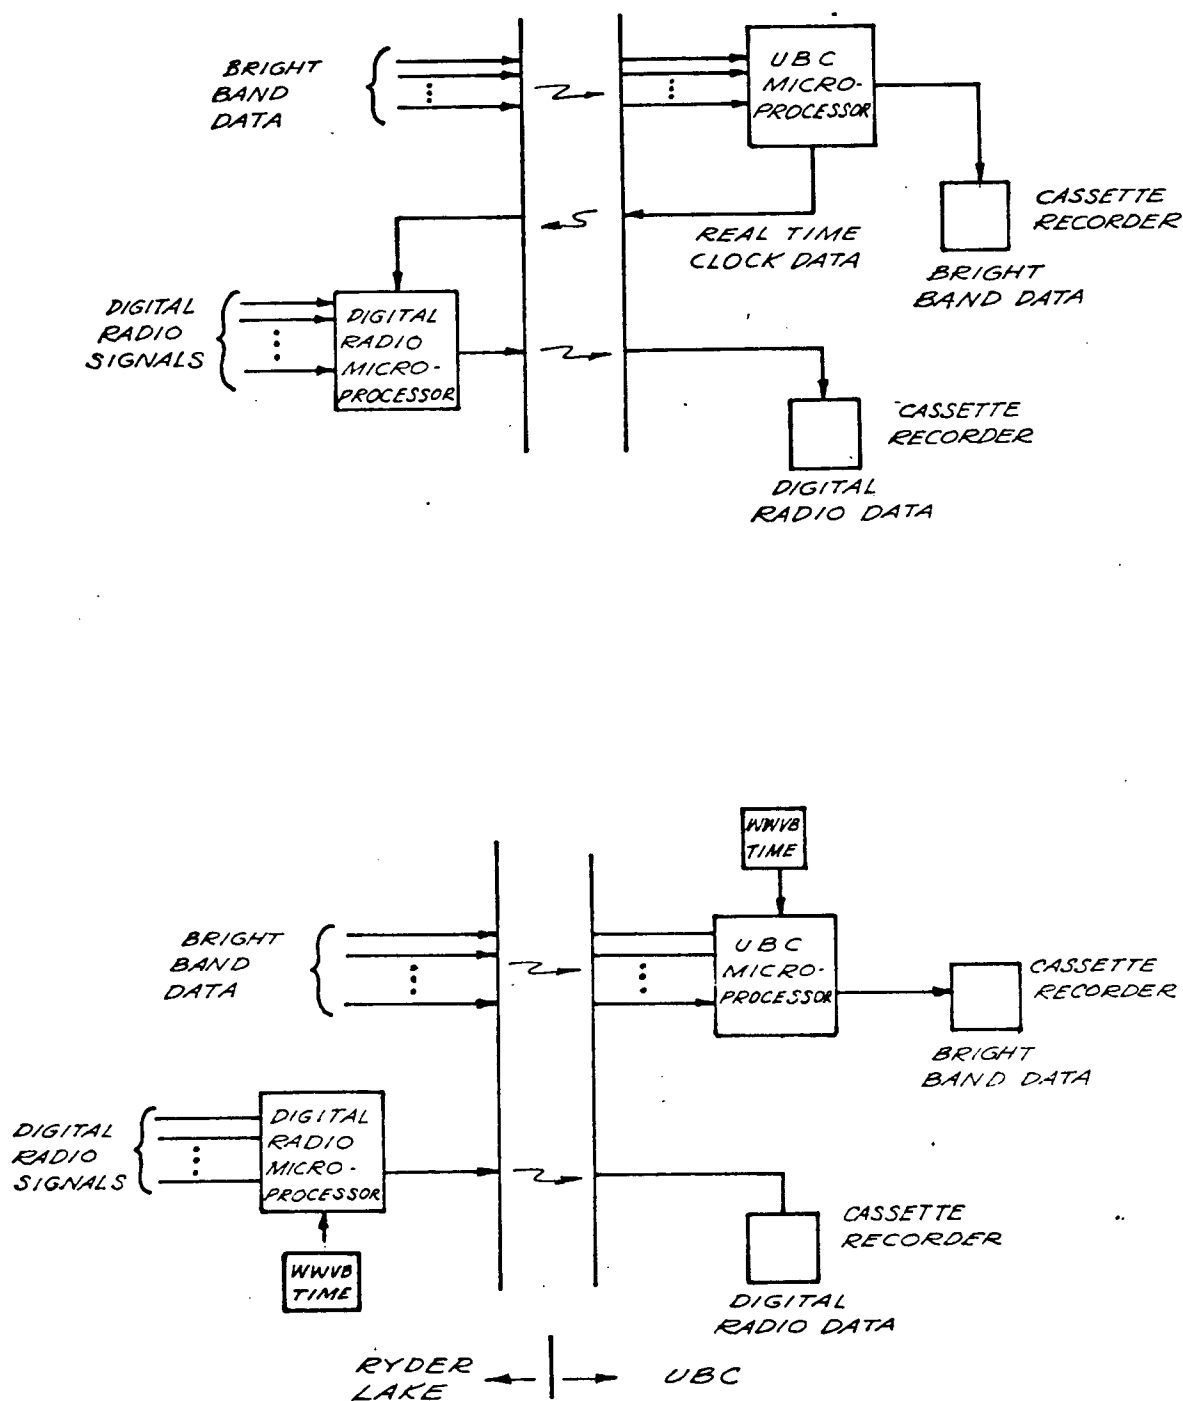 BRIGHT
BAND
DATA
UBC
MICRO-
PROCESSOR
CASSETTE
RECORDER
BRIGHT
BAND DATA
REAL TIME
CLOCK DATA
DIGITAL
RADIO
SIGNALS
DIGITAL
RADIO
MICRO-
PROCESSOR
CASSETTE
RECORDER
DIGITAL
RADIO DATA
WWVB
TIME
BRIGHT
BAND
DATA
UBC
MICRO-
PROCESSOR
CASSETTE
RECORDER
BRIGHT
BAND DATA
DIGITAL
RADIO
SIGNALS
DIGITAL
RADIO
MICRO-
PROCESSOR
WWVB
TIME
CASSETTE
RECORDER
DIGITAL
RADIO DATA
RYDER
LAKE
UBC